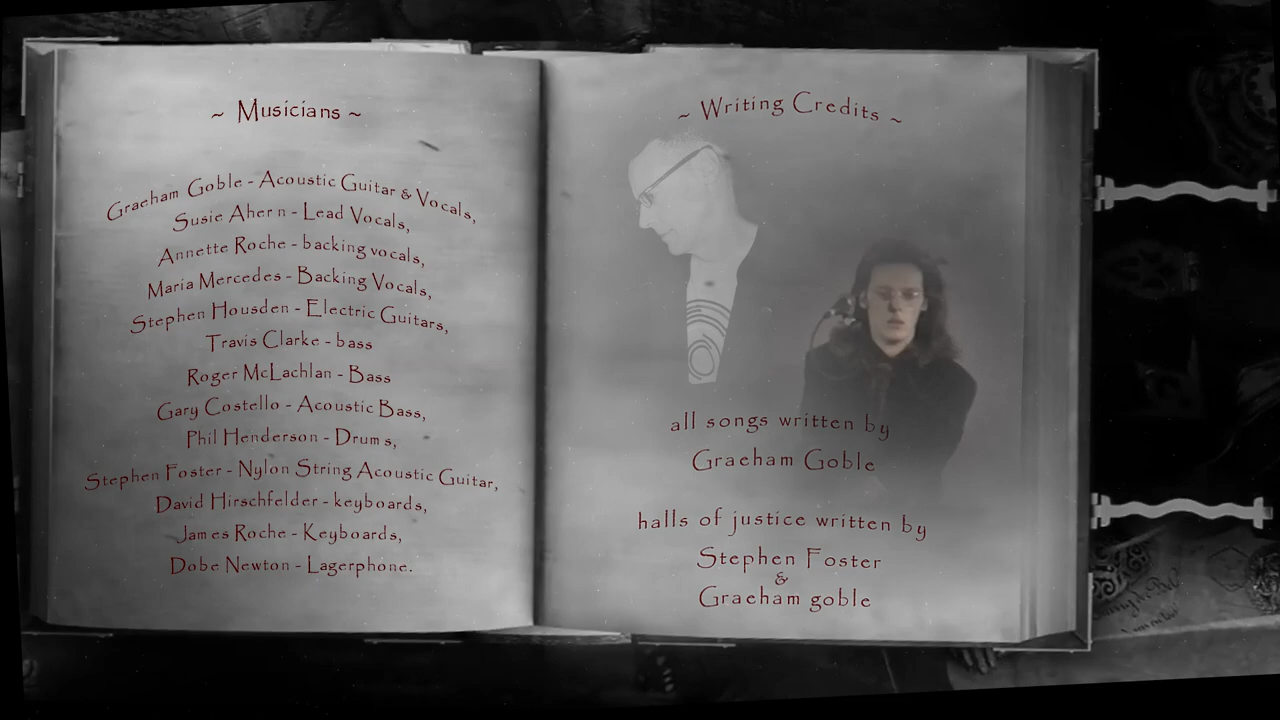 ~ Musicians ~
Graeham Goble - Acoustic Guitar & Vocals,
Susie Ahern - Lead Vocals,
Annette Roche - backing vocals,
Maria Mercedes - Backing Vocals,
Stephen Housden - Electric Guitars,
Travis Clarke - bass
Roger McLachlan - Bass
Gary Costello - Acoustic Bass,
Phil Henderson - Drums,
Stephen Foster - Nylon String Acoustic Guitar,
David Hirschfelder - keyboards,
James Roche - Keyboards,
Dobe Newton - Lagerphone.
~ Writing Credits ~
all songs written by
Graeham Goble
halls of justice written by
Stephen Foster
&
Graeham goble